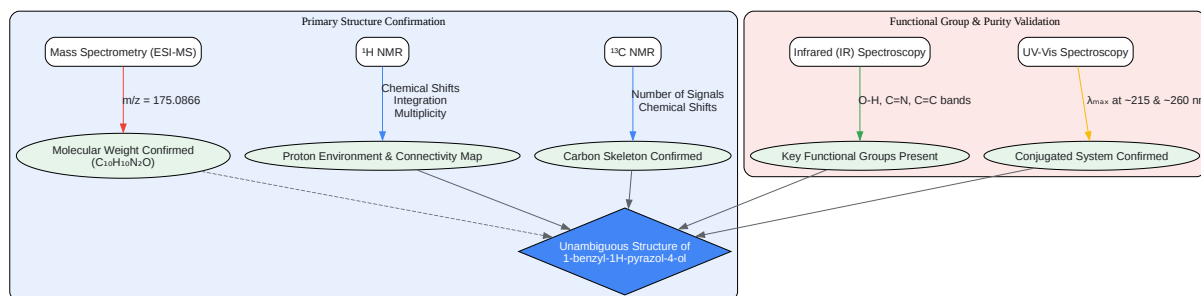 Primary Structure Confirmation
Functional Group & Purity Validation
Mass Spectrometry (ESI-MS)
¹H NMR
¹³C NMR
Infrared (IR) Spectroscopy
UV-Vis Spectroscopy
m/z = 175.0866
Chemical Shifts
Integration
Multiplicity
Number of Signals
Chemical Shifts
O-H, C=N, C=C bands
λₘₐₓ at ~215 & ~260 nm
Molecular Weight Confirmed
(C₁₀H₁₀N₂O)
Proton Environment & Connectivity Map
Carbon Skeleton Confirmed
Key Functional Groups Present
Conjugated System Confirmed
Unambiguous Structure of
1-benzyl-1H-pyrazol-4-ol